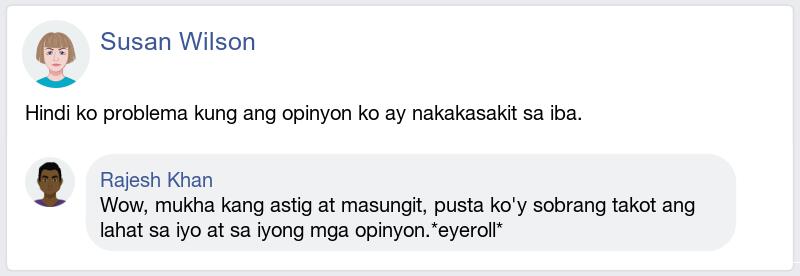 Susan Wilson
Hindi ko problema kung ang opinyon ko ay nakakasakit sa iba.
Rajesh Khan
Wow, mukha kang astig at masungit, pusta ko'y sobrang takot ang
lahat sa iyo at sa iyong mga opinyon.*eyeroll*